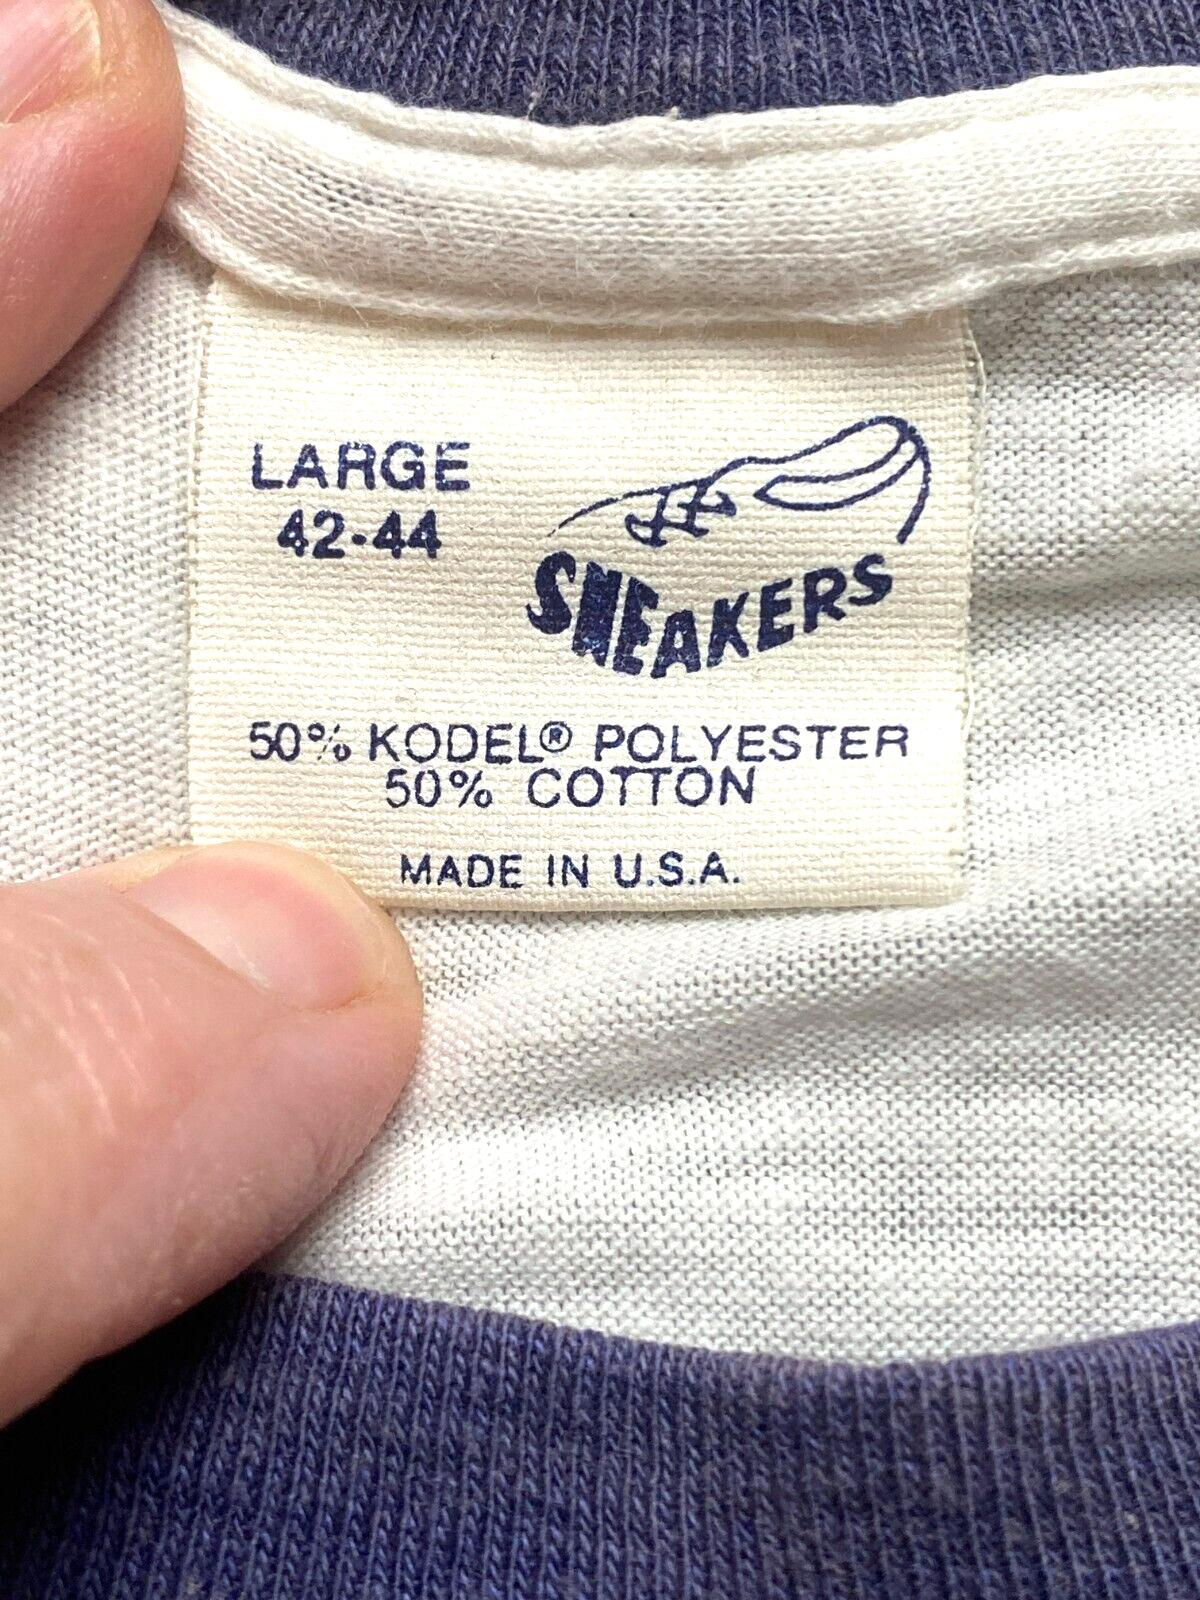 LARGE
42-44
SNEAKERS
50% KODEL® POLYESTER
50% COTTON
MADE IN U.S.A.